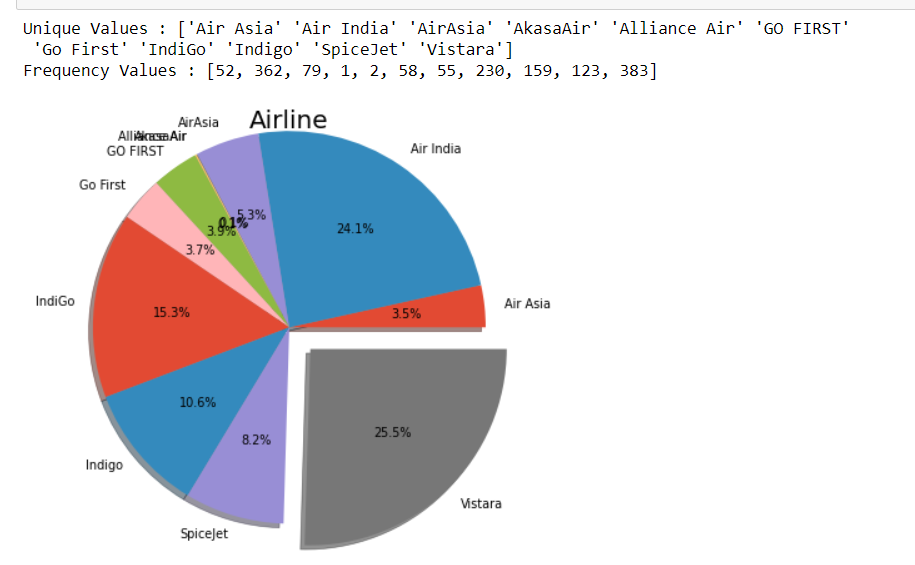 Unique Values : ['Air Asia' 'Air India' 'AirAsia' 'AkasaAir' 'Alliance Air' 'GO FIRST'
'Go First' 'IndiGo' 'Indigo' 'SpiceJet' 'Vistara']
Frequency Values : [52, 362, 79, 1, 2, 58, 55, 230, 159, 123, 383]
Airline
AirAsia
Air India
GO FIRST
Go First
5.3%
24.1%
0.1%
3.9%
3.7%
IndiGo
15.3%
3.5%
Air Asia
10.6%
8.2%
25.5%
Indigo
SpiceJet
Vistara